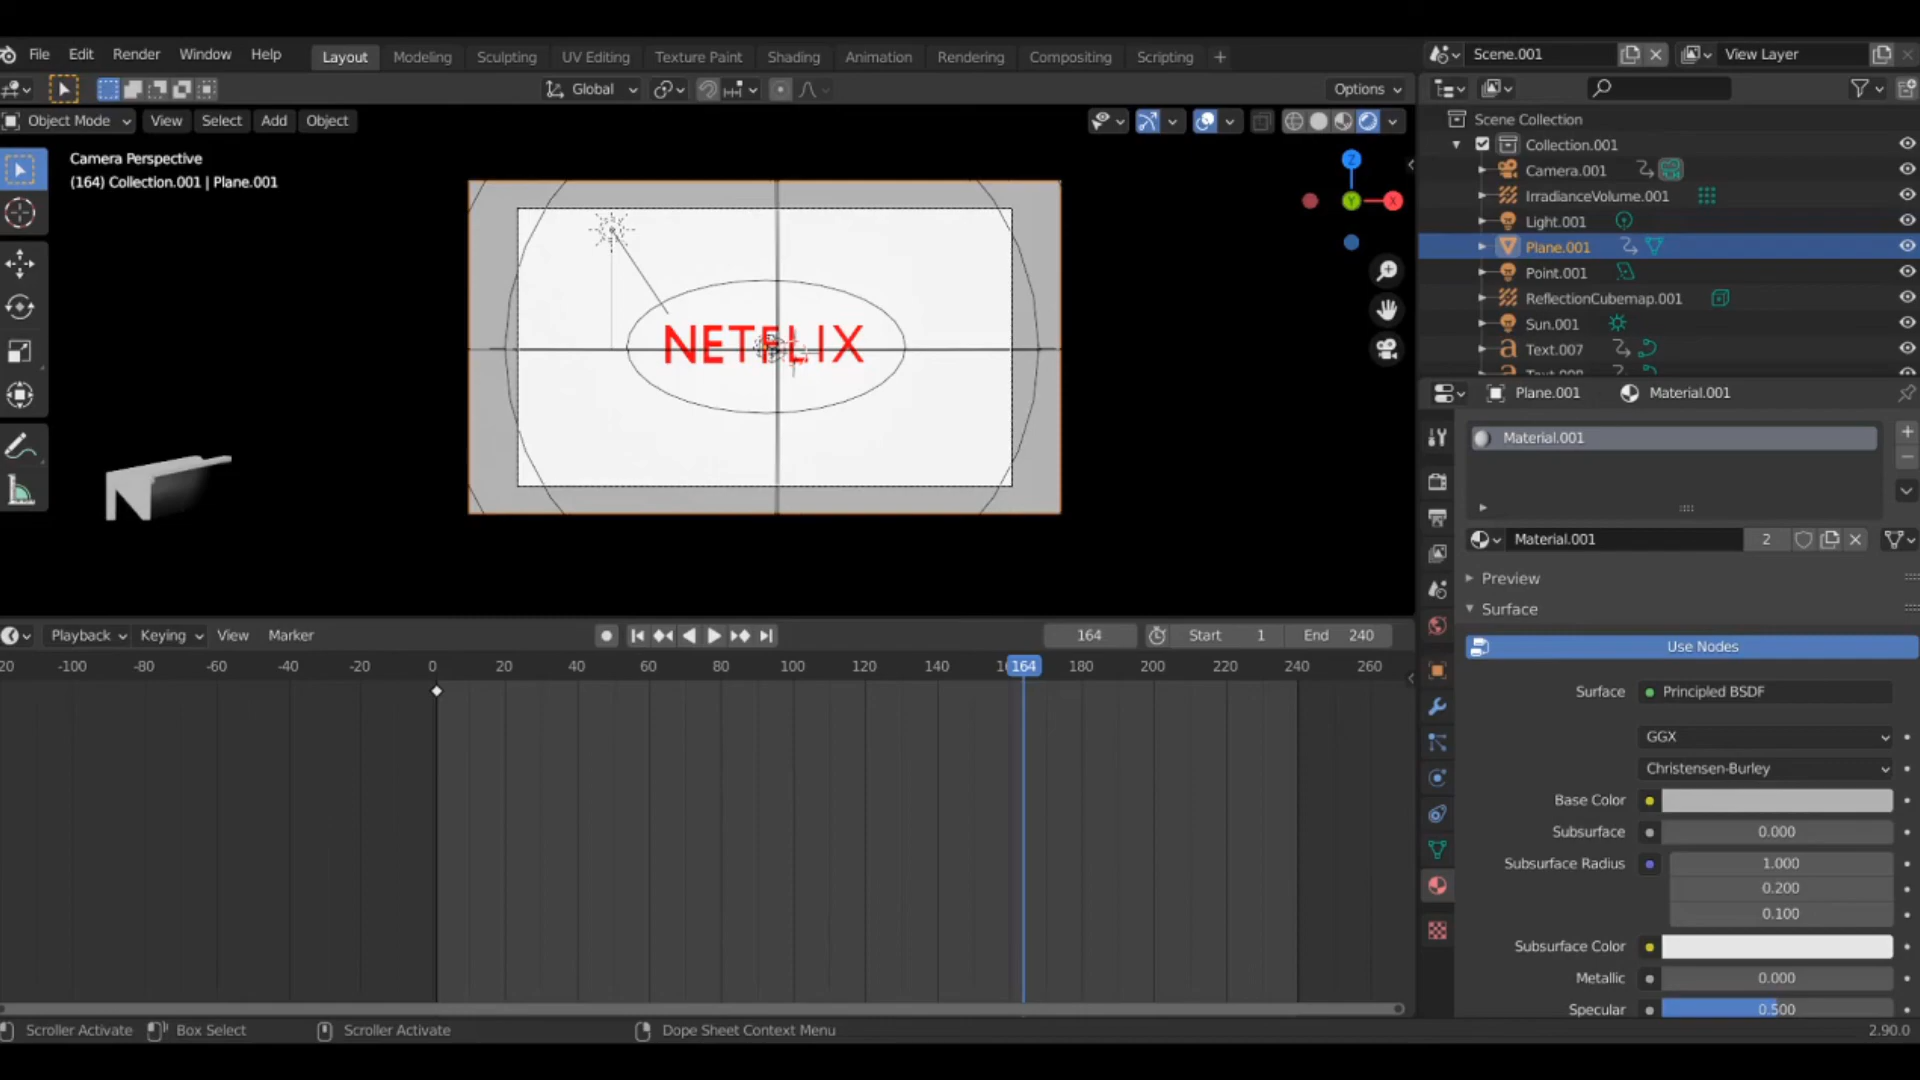 File Edit Render Window Help Layout Modeling Sculpting UV Editing Texture Paint Shading Animation Rendering Compositing Scripting + Scene.001 View Layer
Global Options
Object Mode View Select Add Object
Scene Collection
Collection.001
Camera.001
IrradianceVolume.001
Light.001
Plane.001
Point.001
ReflectionCubemap.001
Sun.001
Text.007
Camera Perspective
(164) Collection.001 | Plane.001
Z
Y
X
NETFLIX
N
Plane.001 Material.001
Material.001
Material.001 2
Preview
Surface
Use Nodes
Surface Principled BSDF
GGX
Christensen-Burley
Base Color
Subsurface 0.000
Subsurface Radius 1.000
0.200
0.100
Subsurface Color
Metallic 0.000
Specular 0.500
Playback Keying View Marker 164 Start 1 End 240
20 -100 -80 -60 -40 -20 0 20 40 60 80 100 120 140 164 180 200 220 240 260
Scroller Activate Box Select Scroller Activate Dope Sheet Context Menu 2.90.0